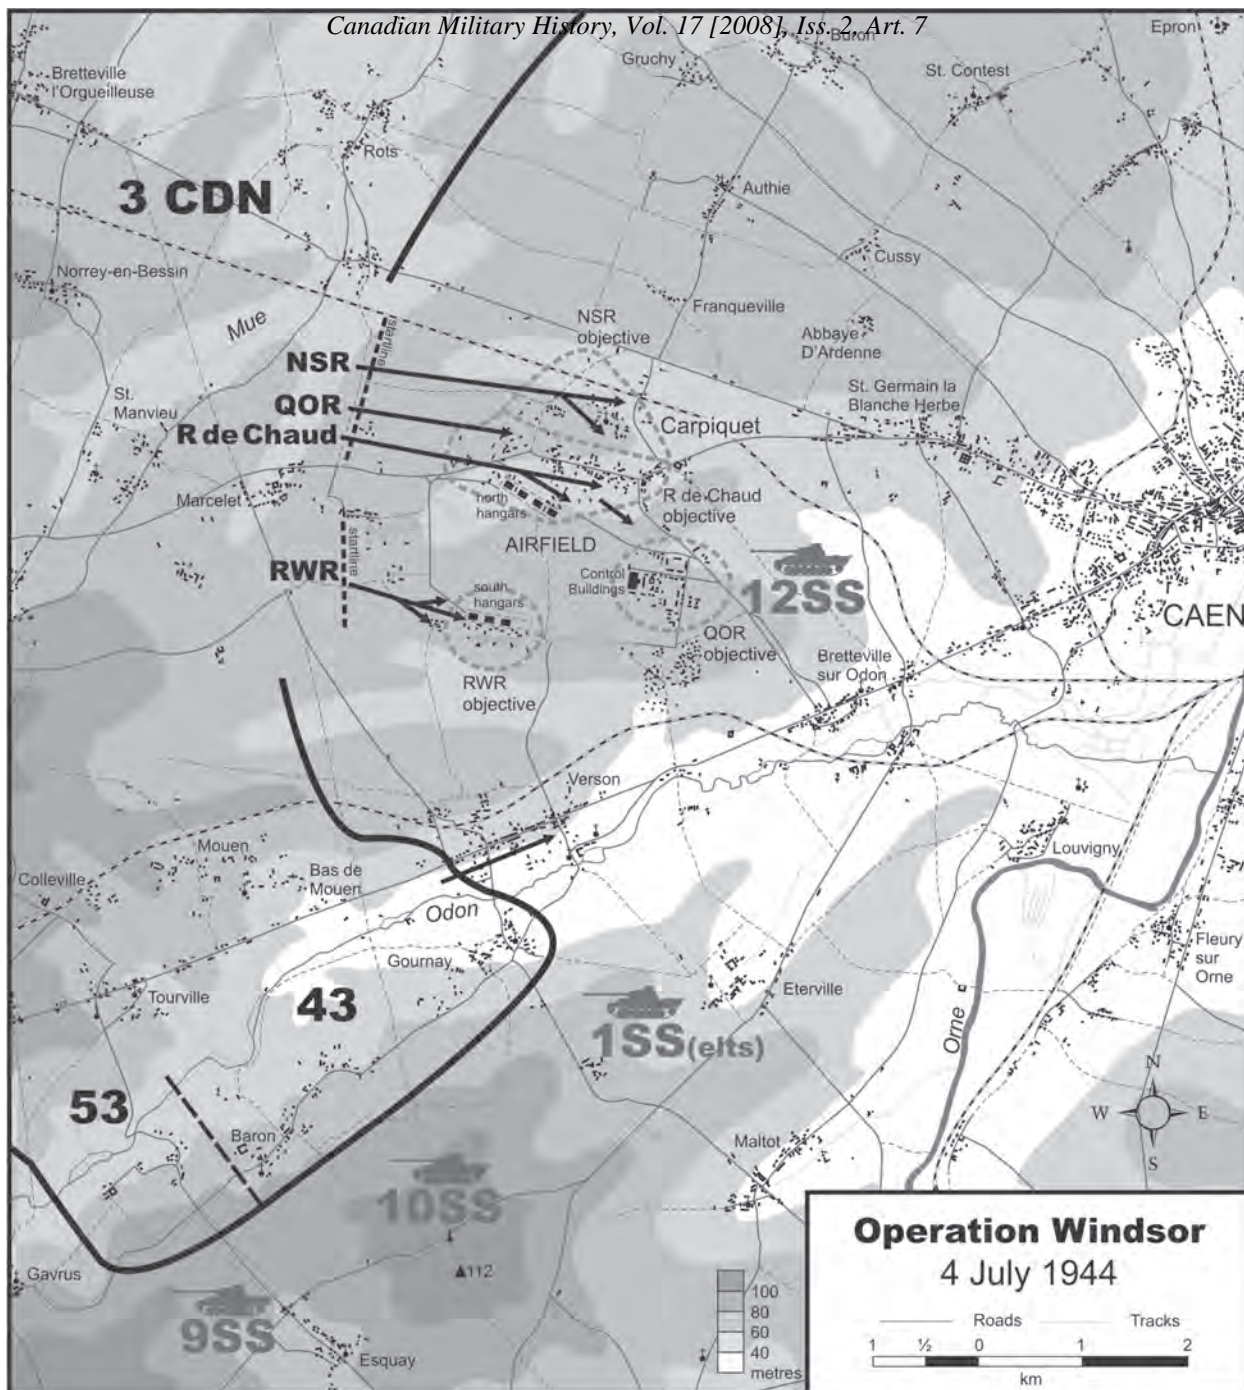 Canadian Military History, Vol. 17 [2008], Iss. 2, Art. 7
Buron
Epron
Gruchy
Bretteville
l'Orgueilleuse
St. Contest
Rots
3 CDN
Authie
Cussy
Norrey-en-Bessin
Franqueville
Mue
NSR
objective
Abbaye
D'Ardenne
startline
NSR
St.
Manvieu
QOR
St. Germain la
Blanche Herbe
R de Chaud
Carpiquet
Marcelet
north
hangars
R de Chaud
objective
startline
AIRFIELD
RWR
Control
Buildings
12SS
south
hangars
CAEN
QOR
objective
Bretteville
sur Odon
RWR
objective
Verson
Mouen
Bas de
Mouen
Louvigny
Colleville
Odon
Gournay
Fleury
sur
Orne
Tourville
43
Eterville
Orne
1SS(elts)
N
W
E
S
53
Baron
Maltot
10SS
Gavrus
112
9SS
Esquay
100
80
60
40
metres
Operation Windsor
4 July 1944
Roads
Tracks
1 ½ 0 1 2
km